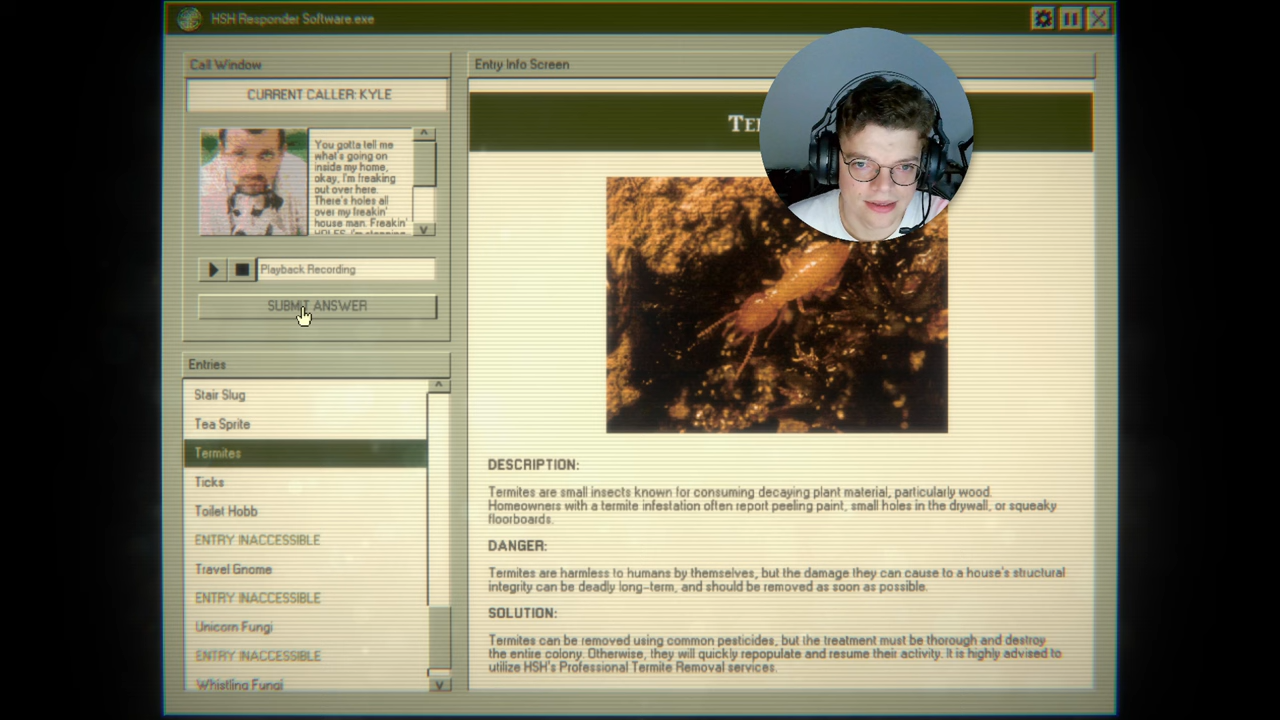 HSH Responder Software.exe
Call Window
CURRENT CALLER: KYLE
You gotta tell me
what's going on
inside my home,
okay, I'm freaking
out over here.
There's holes all
over my freakin'
house man. Freakin'
Playback Recording
SUBMIT ANSWER
Entries
Stair Slug
Tea Sprite
Termites
Ticks
Toilet Hobb
ENTRY INACCESSIBLE
Travel Gnome
ENTRY INACCESSIBLE
Unicorn Fungi
ENTRY INACCESSIBLE
Whistling Fungi
Entry Info Screen
DESCRIPTION:
Termites are small insects known for consuming decaying plant material, particularly wood.
Homeowners with a termite infestation often report peeling paint, small holes in the drywall, or squeaky
floorboards.
DANGER:
Termites are harmless to humans by themselves, but the damage they can cause to a house's structural
integrity can be deadly long-term, and should be removed as soon as possible.
SOLUTION:
Termites can be removed using common pesticides, but the treatment must be thorough and destroy
the entire colony. Otherwise, they will quickly repopulate and resume their activity. It is highly advised to
utilize HSH's Professional Termite Removal services.